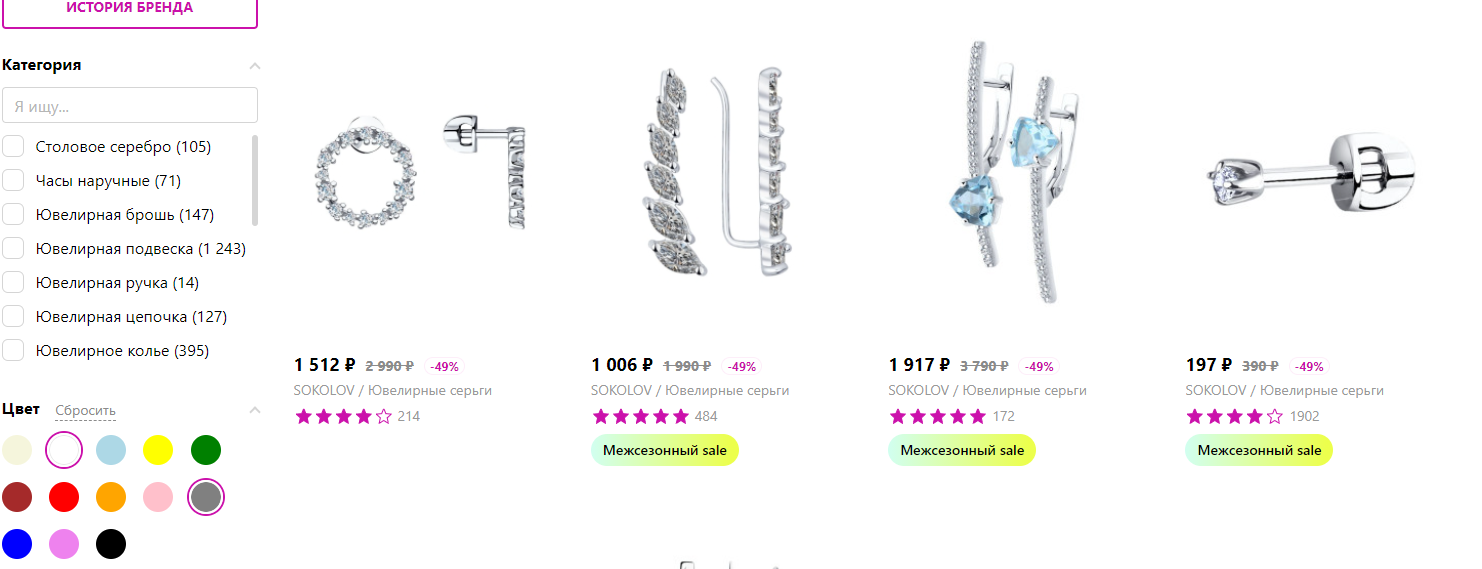 ИСТОРИЯ БРЕНДА
Категория
Я ищу...
Столовое серебро (105)
Часы наручные (71)
Ювелирная брошь (147)
Ювелирная подвеска (1 243)
Ювелирная ручка (14)
Ювелирная цепочка (127)
Ювелирное колье (395)
Цвет Сбросить
1 512 ₽ 2 990 ₽ -49%
SOKOLOV / Ювелирные серьги
214
1 006 ₽ 1 990 ₽ -49%
SOKOLOV / Ювелирные серьги
484
Межсезонный sale
1 917 ₽ 3 790 ₽ -49%
SOKOLOV / Ювелирные серьги
172
Межсезонный sale
197 ₽ 390 ₽ -49%
SOKOLOV / Ювелирные серьги
1902
Межсезонный sale